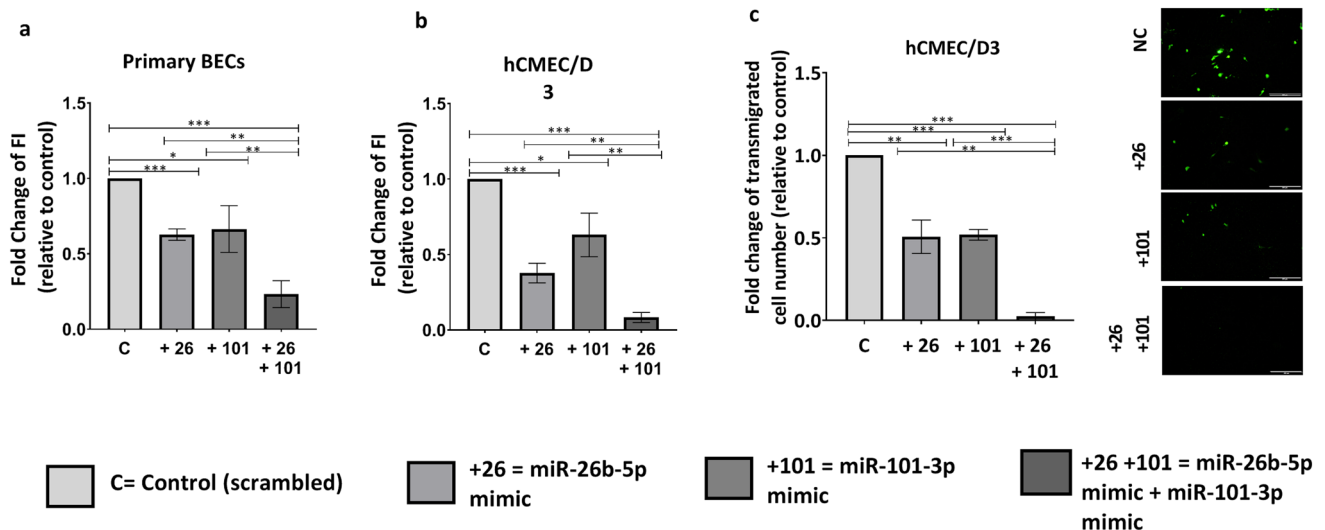 a
Primary BECs
Fold Change of FI
(relative to control)
1.5
1.0
0.5
0.0
***
**
**
*
***
C
+ 26
+ 101
+ 26
+ 101
b
hCMEC/D
3
Fold Change of FI
(relative to control)
1.5
1.0
0.5
0.0
***
**
**
*
***
C
+ 26
+ 101
+ 26
+ 101
c
hCMEC/D3
Fold change of transmigrated
cell number (relative to control)
1.5
1.0
0.5
0.0
***
***
**
***
**
C
+ 26
+ 101
+ 26
+ 101
NC
+26
+101
+26
+101
C= Control (scrambled)
+26 = miR-26b-5p
mimic
+101 = miR-101-3p
mimic
+26 +101 = miR-26b-5p
mimic + miR-101-3p
mimic